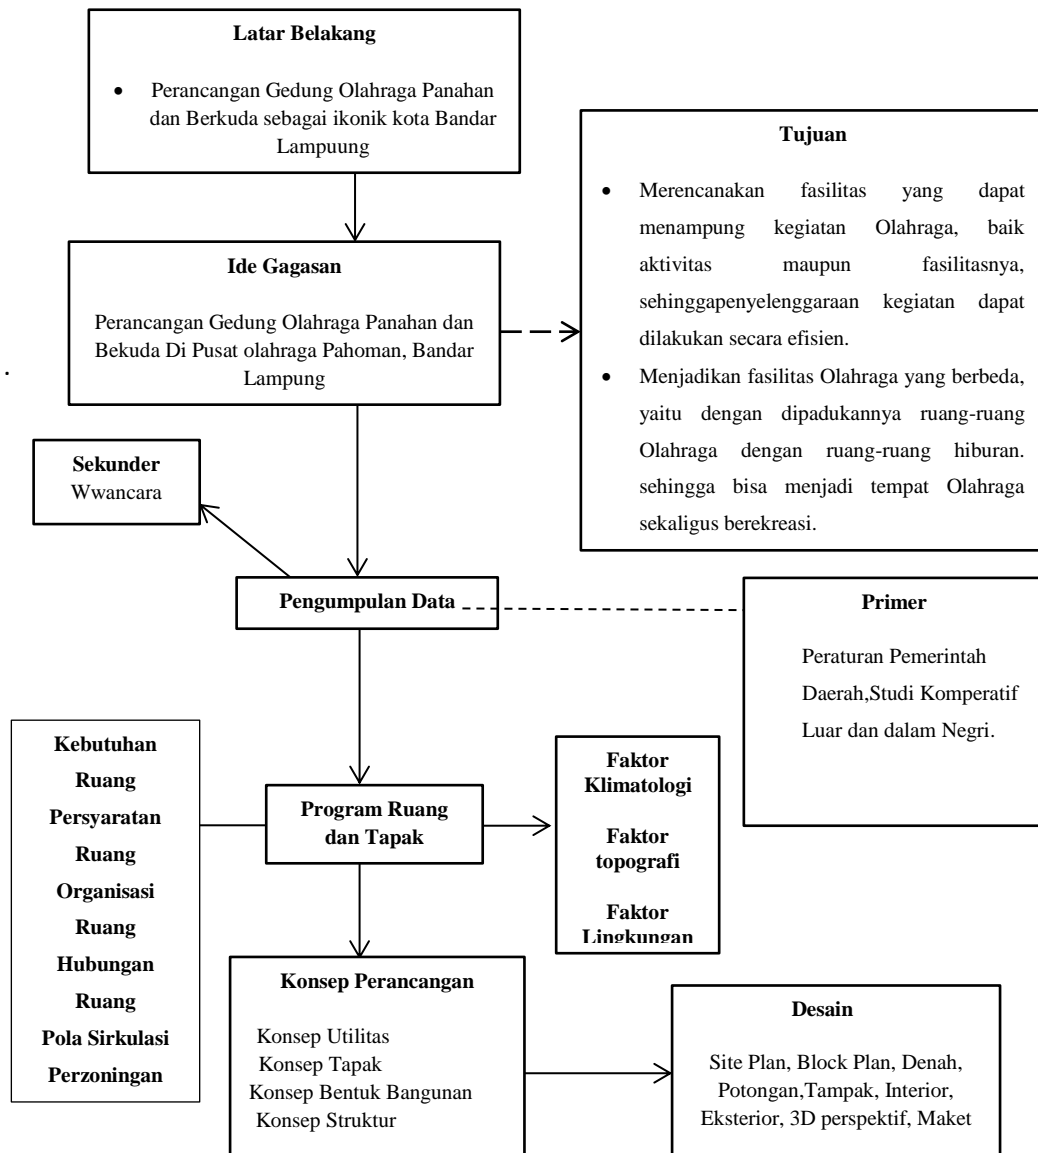 Latar Belakang
• Perancangan Gedung Olahraga Panahan
dan Berkuda sebagai ikonik kota Bandar
Lampuung
Tujuan
• Merencanakan fasilitas yang dapat
menampung kegiatan Olahraga, baik
aktivitas maupun fasilitasnya,
sehinggapenyelenggaraan kegiatan dapat
dilakukan secara efisien.
• Menjadikan fasilitas Olahraga yang berbeda,
yaitu dengan dipadukannya ruang-ruang
Olahraga dengan ruang-ruang hiburan.
sehingga bisa menjadi tempat Olahraga
sekaligus berekreasi.
Ide Gagasan
Perancangan Gedung Olahraga Panahan dan
Bekuda Di Pusat olahraga Pahoman, Bandar
Lampung
.
Sekunder
Wwancara
Pengumpulan Data
Primer
Peraturan Pemerintah
Daerah,Studi Komperatif
Luar dan dalam Negri.
Kebutuhan
Ruang
Persyaratan
Ruang
Organisasi
Ruang
Hubungan
Ruang
Pola Sirkulasi
Perzoningan
Program Ruang
dan Tapak
Faktor
Klimatologi
Faktor
topografi
Faktor
Lingkungan
Konsep Perancangan
Konsep Utilitas
Konsep Tapak
Konsep Bentuk Bangunan
Konsep Struktur
Desain
Site Plan, Block Plan, Denah,
Potongan,Tampak, Interior,
Eksterior, 3D perspektif, Maket